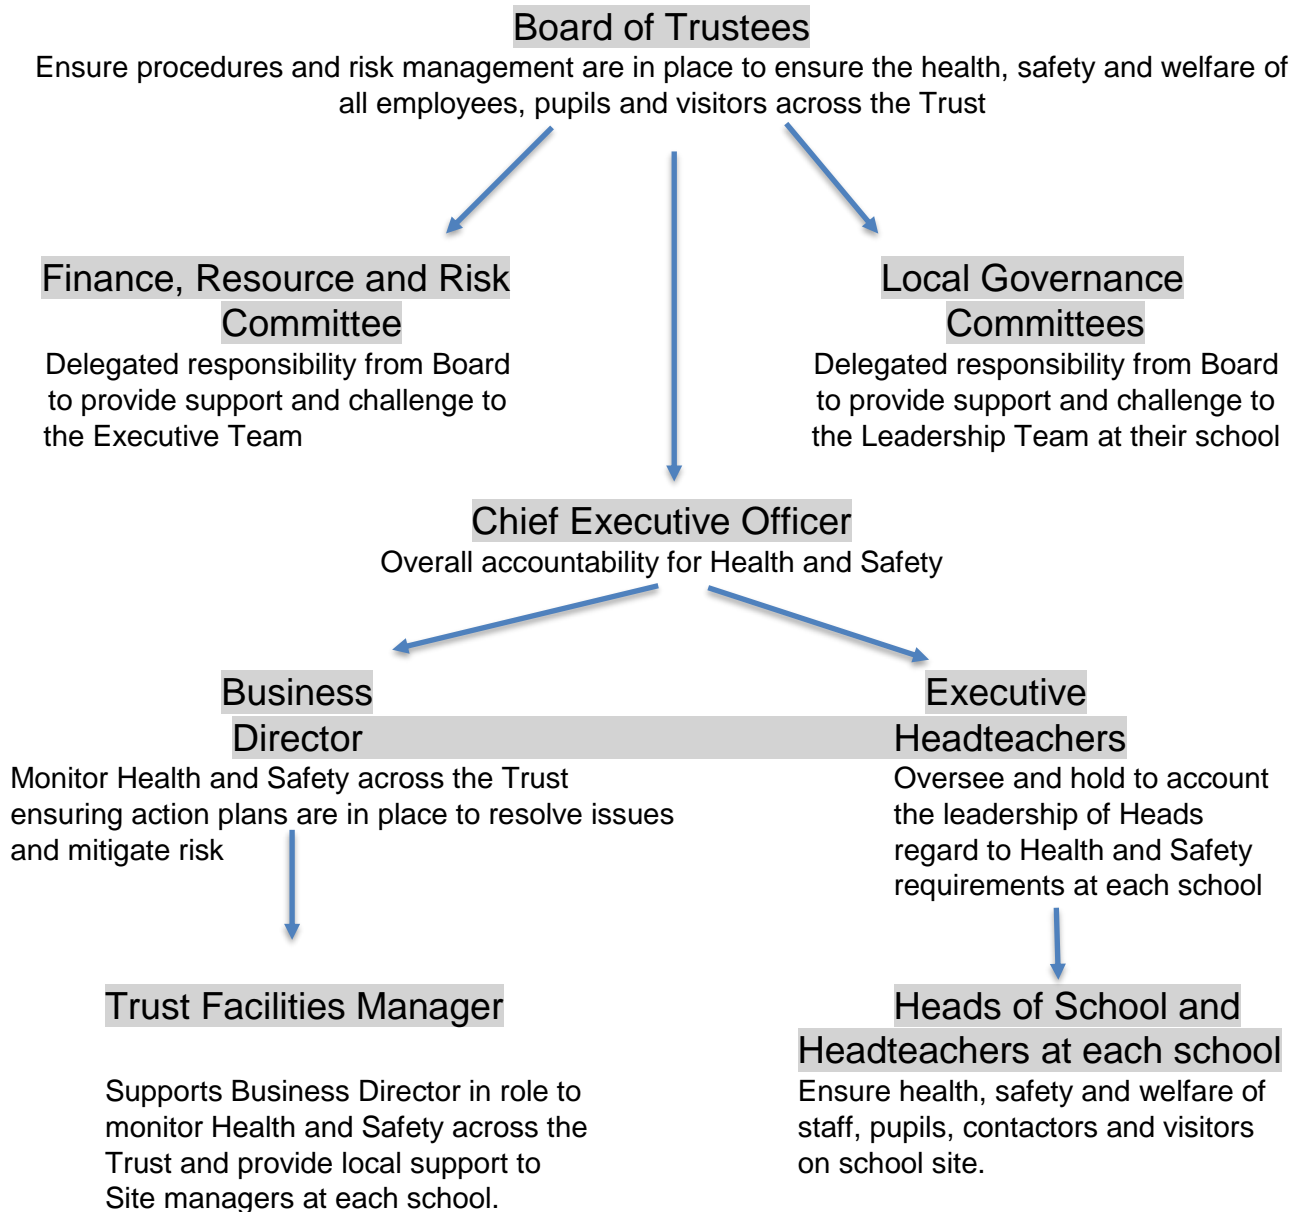 Board of Trustees
Ensure procedures and risk management are in place to ensure the health, safety and welfare of
all employees, pupils and visitors across the Trust
Finance, Resource and Risk
Committee
Delegated responsibility from Board
to provide support and challenge to
the Executive Team
Local Governance
Committees
Delegated responsibility from Board
to provide support and challenge to
the Leadership Team at their school
Chief Executive Officer
Overall accountability for Health and Safety
Business
Director
Monitor Health and Safety across the Trust
ensuring action plans are in place to resolve issues
and mitigate risk
Executive
Headteachers
Oversee and hold to account
the leadership of Heads
regard to Health and Safety
requirements at each school
Trust Facilities Manager
Supports Business Director in role to
monitor Health and Safety across the
Trust and provide local support to
Site managers at each school.
Heads of School and
Headteachers at each school
Ensure health, safety and welfare of
staff, pupils, contactors and visitors
on school site.